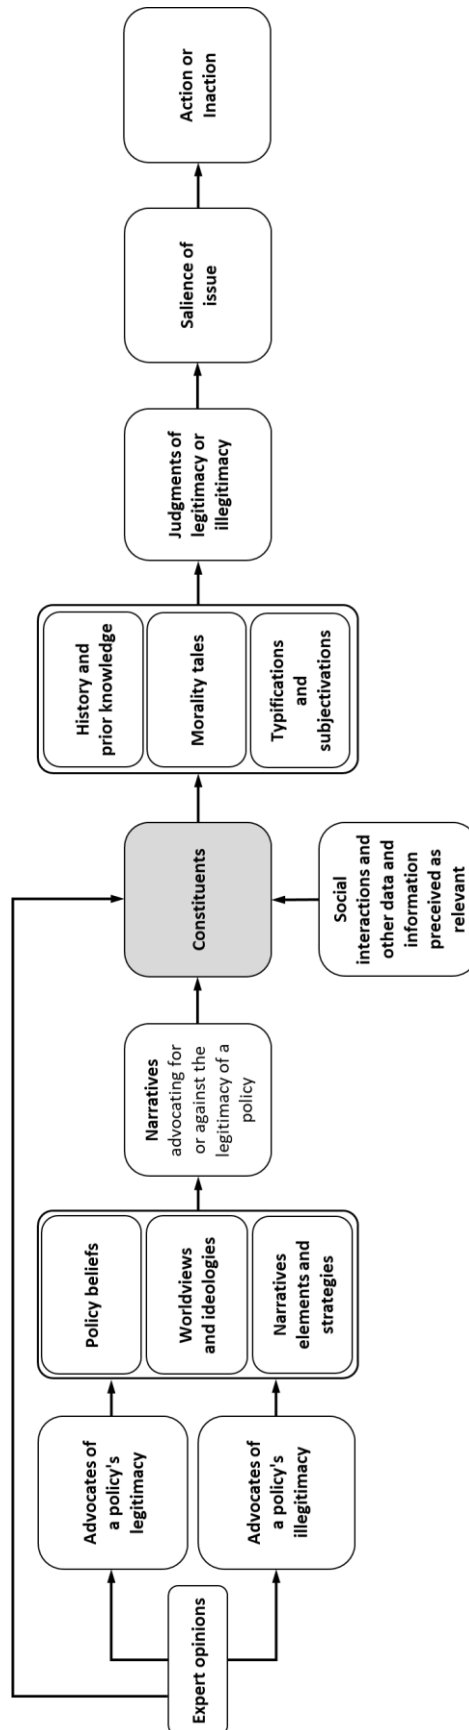 Expert opinions
Advocates of
a policy's
legitimacy
Advocates of
a policy's
illegitimacy
Policy beliefs
Worldviews
and ideologies
Narratives
elements and
strategies
Narratives
advocating for
or against the
legitimacy of a
policy
Constituents
Social
interactions and
other data and
information
preceived as
relevant
History and
prior knowledge
Morality tales
Typifications
and
subjectivations
Judgments of
legitimacy or
illegitimacy
Salience of
issue
Action or
Inaction